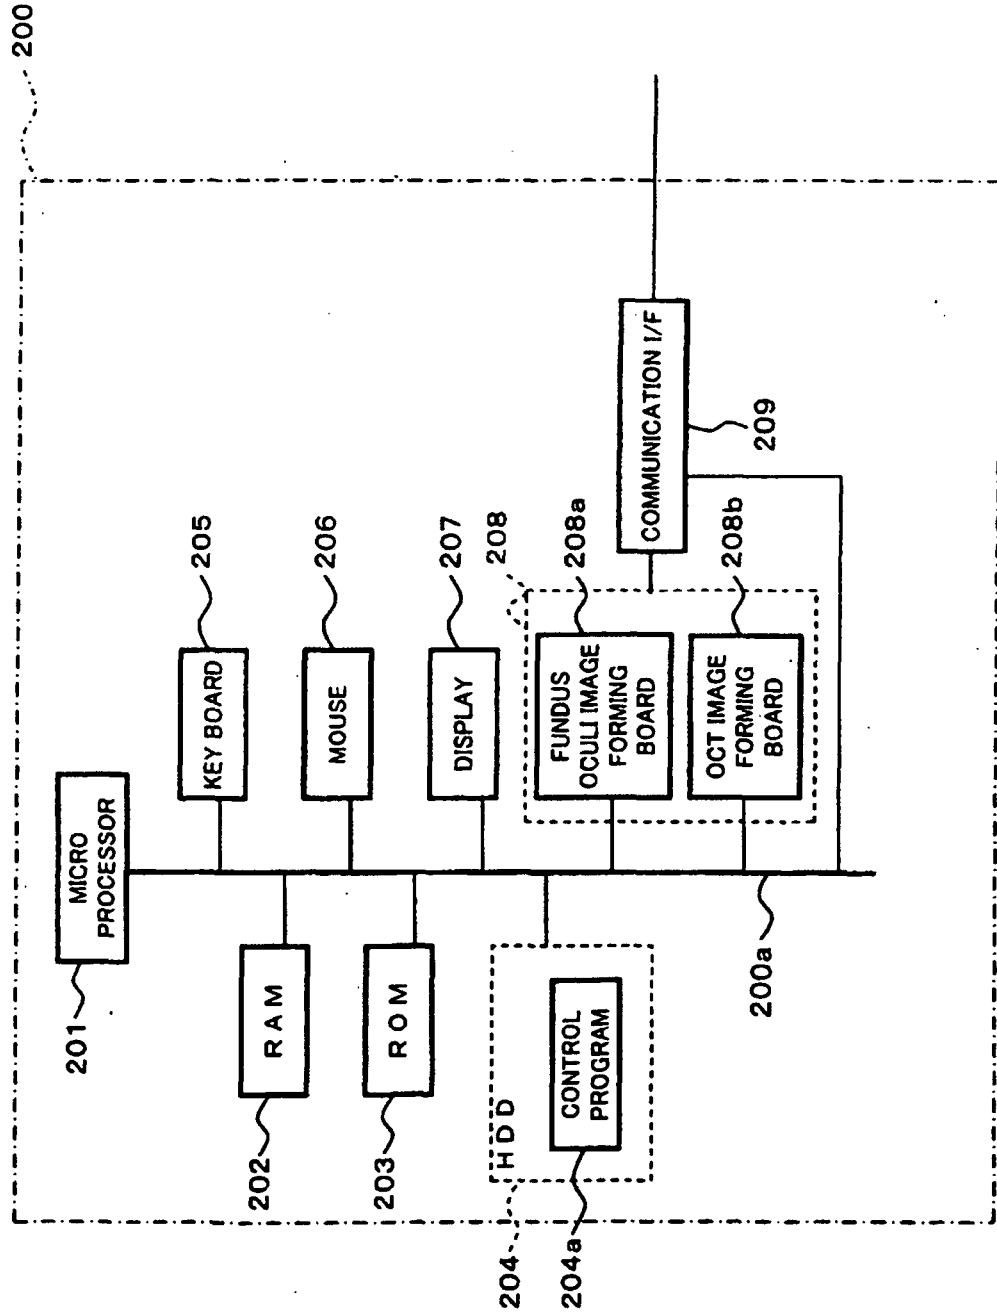 200
201
MICRO
PROCESSOR
KEY BOARD
205
202
RAM
MOUSE
206
203
ROM
DISPLAY
207
204
HDD
204a
CONTROL
PROGRAM
208
FUNDUS
OCULI IMAGE
FORMING
BOARD
208a
OCT IMAGE
FORMING
BOARD
208b
COMMUNICATION I/F
209
200a